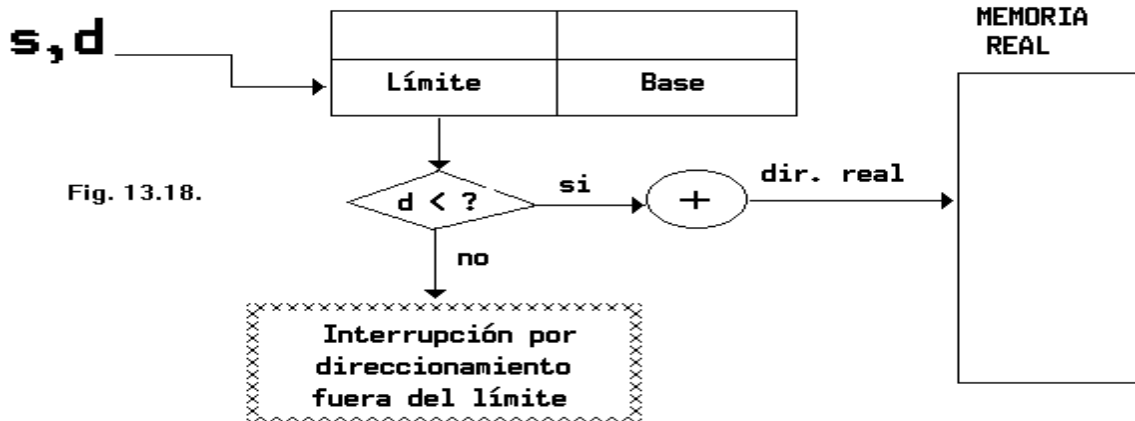 s,d
Límite
Base
MEMORIA
REAL
Fig. 13.18.
d < ?
si
+
dir. real
no
Interrupción por
direccionamiento
fuera del límite